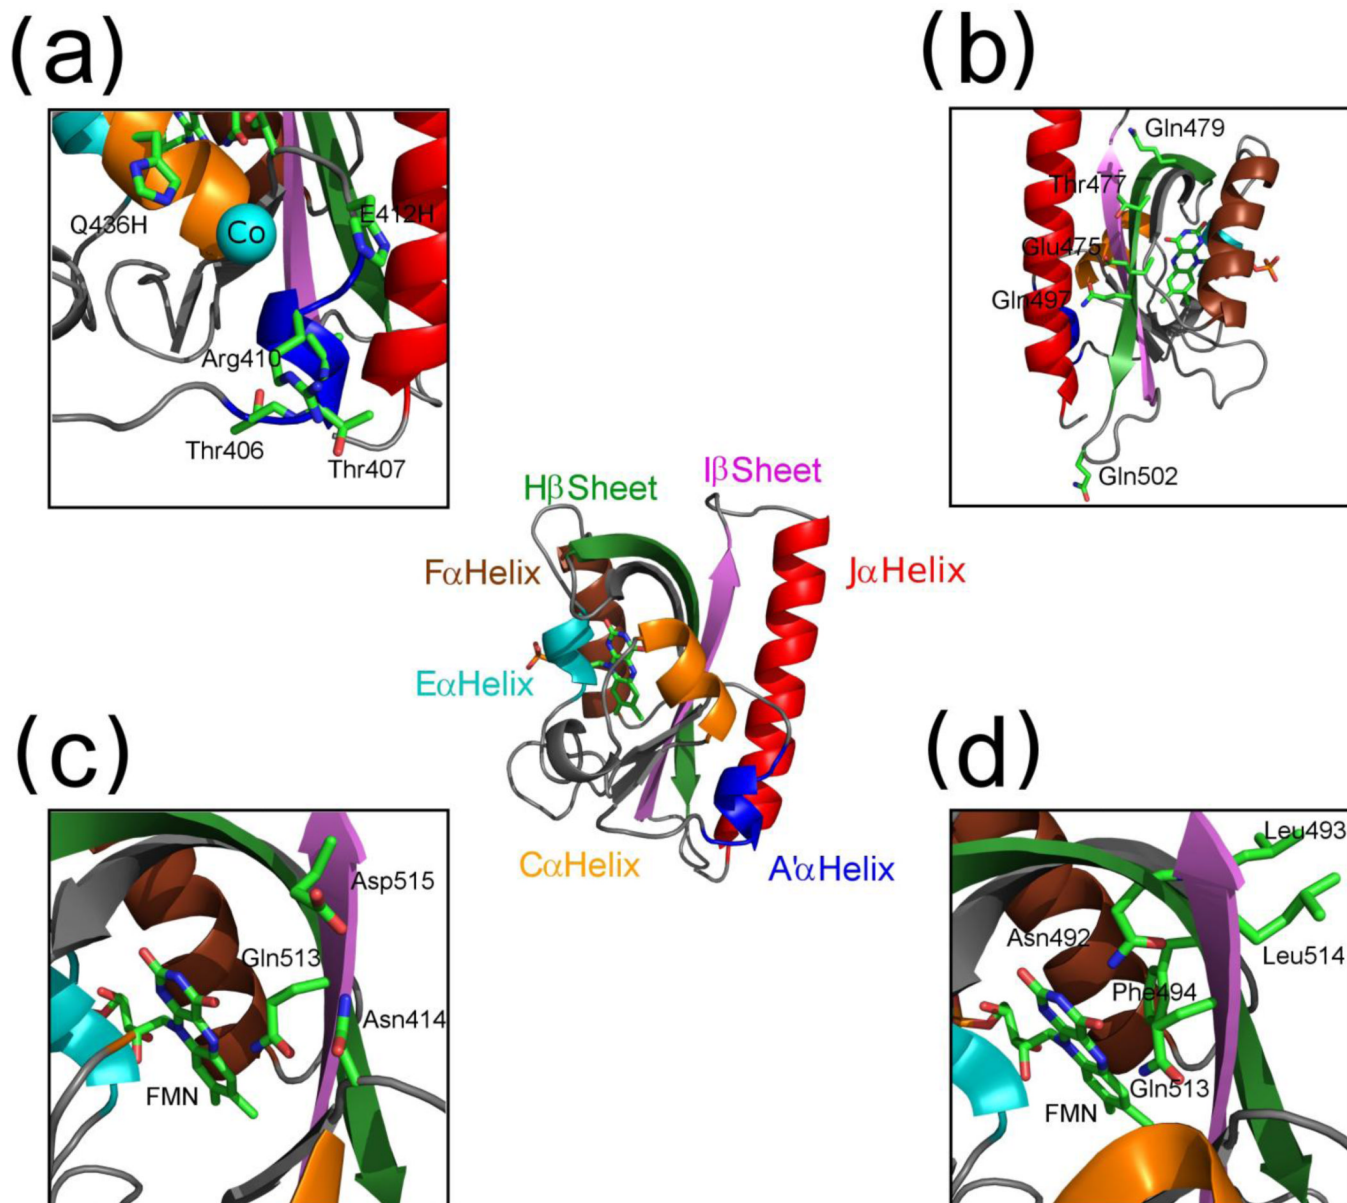 (a)
(b)
Q436H
Co
E412H
Arg410
Thr406
Thr407
Gln479
Thr477
Glu475
Gln497
Gln502
HβSheet
IβSheet
FαHelix
JαHelix
EαHelix
CαHelix
A'αHelix
(c)
(d)
Asp515
Gln513
Asn414
FMN
Leu493
Asn492
Leu514
Phe494
Gln513
FMN